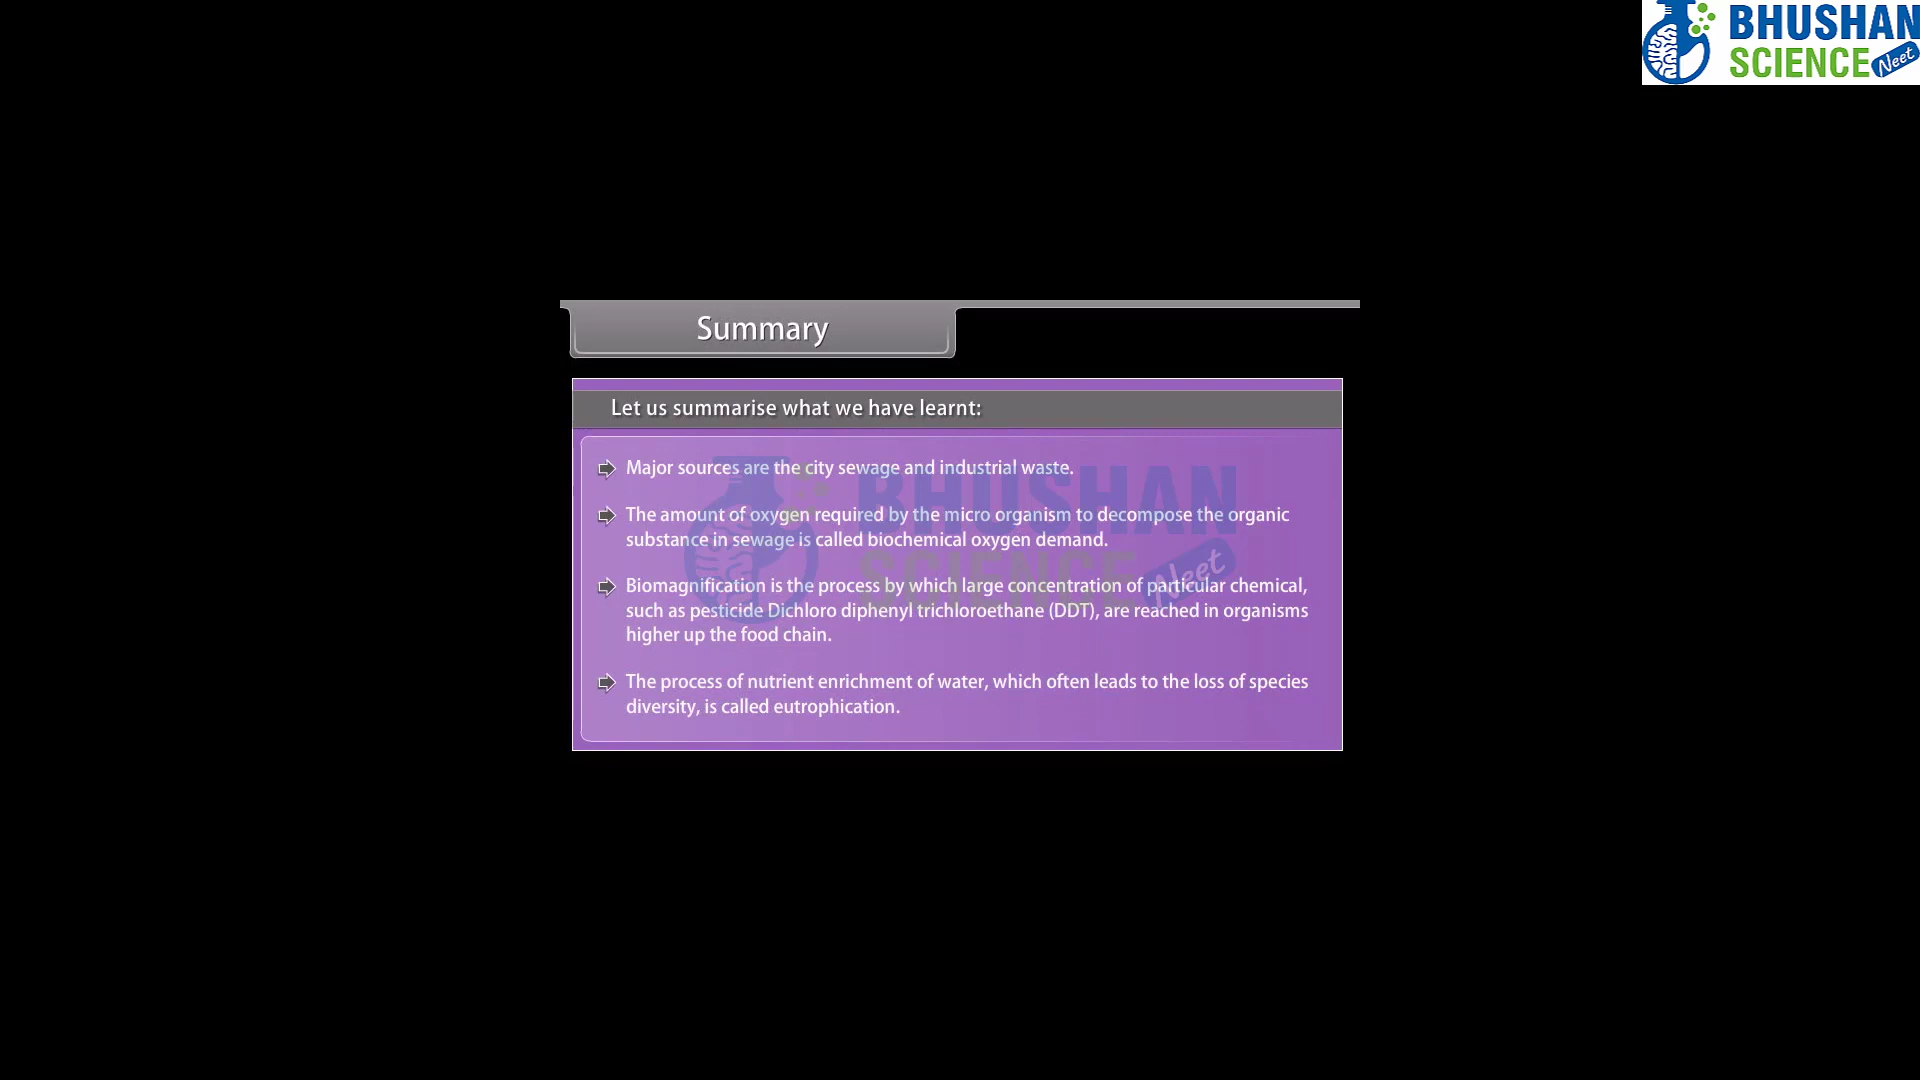 BHUSHAN
SCIENCE Neet
Summary
Let us summarise what we have learnt:
Major sources are the city sewage and industrial waste.
The amount of oxygen required by the micro organism to decompose the organic
substance in sewage is called biochemical oxygen demand.
Biomagnification is the process by which large concentration of particular chemical,
such as pesticide Dichloro diphenyl trichloroethane (DDT), are reached in organisms
higher up the food chain.
The process of nutrient enrichment of water, which often leads to the loss of species
diversity, is called eutrophication.
BHUSHAN
SCIENCE Neet